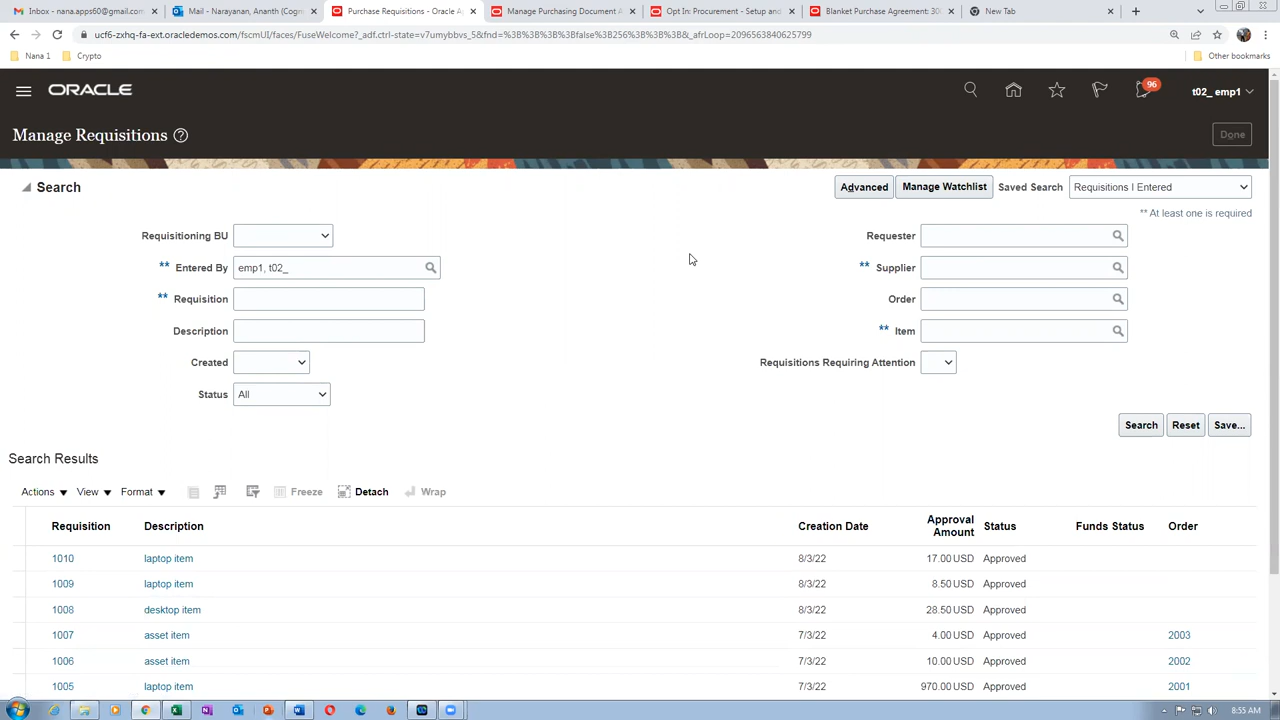 Inbox - nana.apps60@gmail.com
Mail - Narayanan, Ananth (Cogn
Purchase Requisitions - Oracle A
Manage Purchasing Document A
Opt In: Procurement - Setup an
Blanket Purchase Agreement: 300
New Tab
ucf6-zxhq-fa-ext.oracledemos.com/fscmUI/faces/FuseWelcome?_adf.ctrl-state=v7umybbvs_5&fnd=%3B%3B%3B%3Bfalse%3B256%3B%3B%3B&_afrLoop=2096563840625799
Nana 1
Crypto
Other bookmarks
ORACLE
96
t02_ emp1
Manage Requisitions
Done
Search
Advanced
Manage Watchlist
Saved Search
Requisitions I Entered
** At least one is required
Requisitioning BU
Requester
** Entered By emp1, t02_
** Supplier
** Requisition
Order
Description
** Item
Created
Requisitions Requiring Attention
Status All
Search Reset Save...
Search Results
Actions View Format Freeze Detach Wrap
Requisition Description Creation Date Approval Amount Status Funds Status Order
1010 laptop item 8/3/22 17.00 USD Approved
1009 laptop item 8/3/22 8.50 USD Approved
1008 desktop item 8/3/22 28.50 USD Approved
1007 asset item 7/3/22 4.00 USD Approved 2003
1006 asset item 7/3/22 10.00 USD Approved 2002
1005 laptop item 7/3/22 970.00 USD Approved 2001
8:55 AM